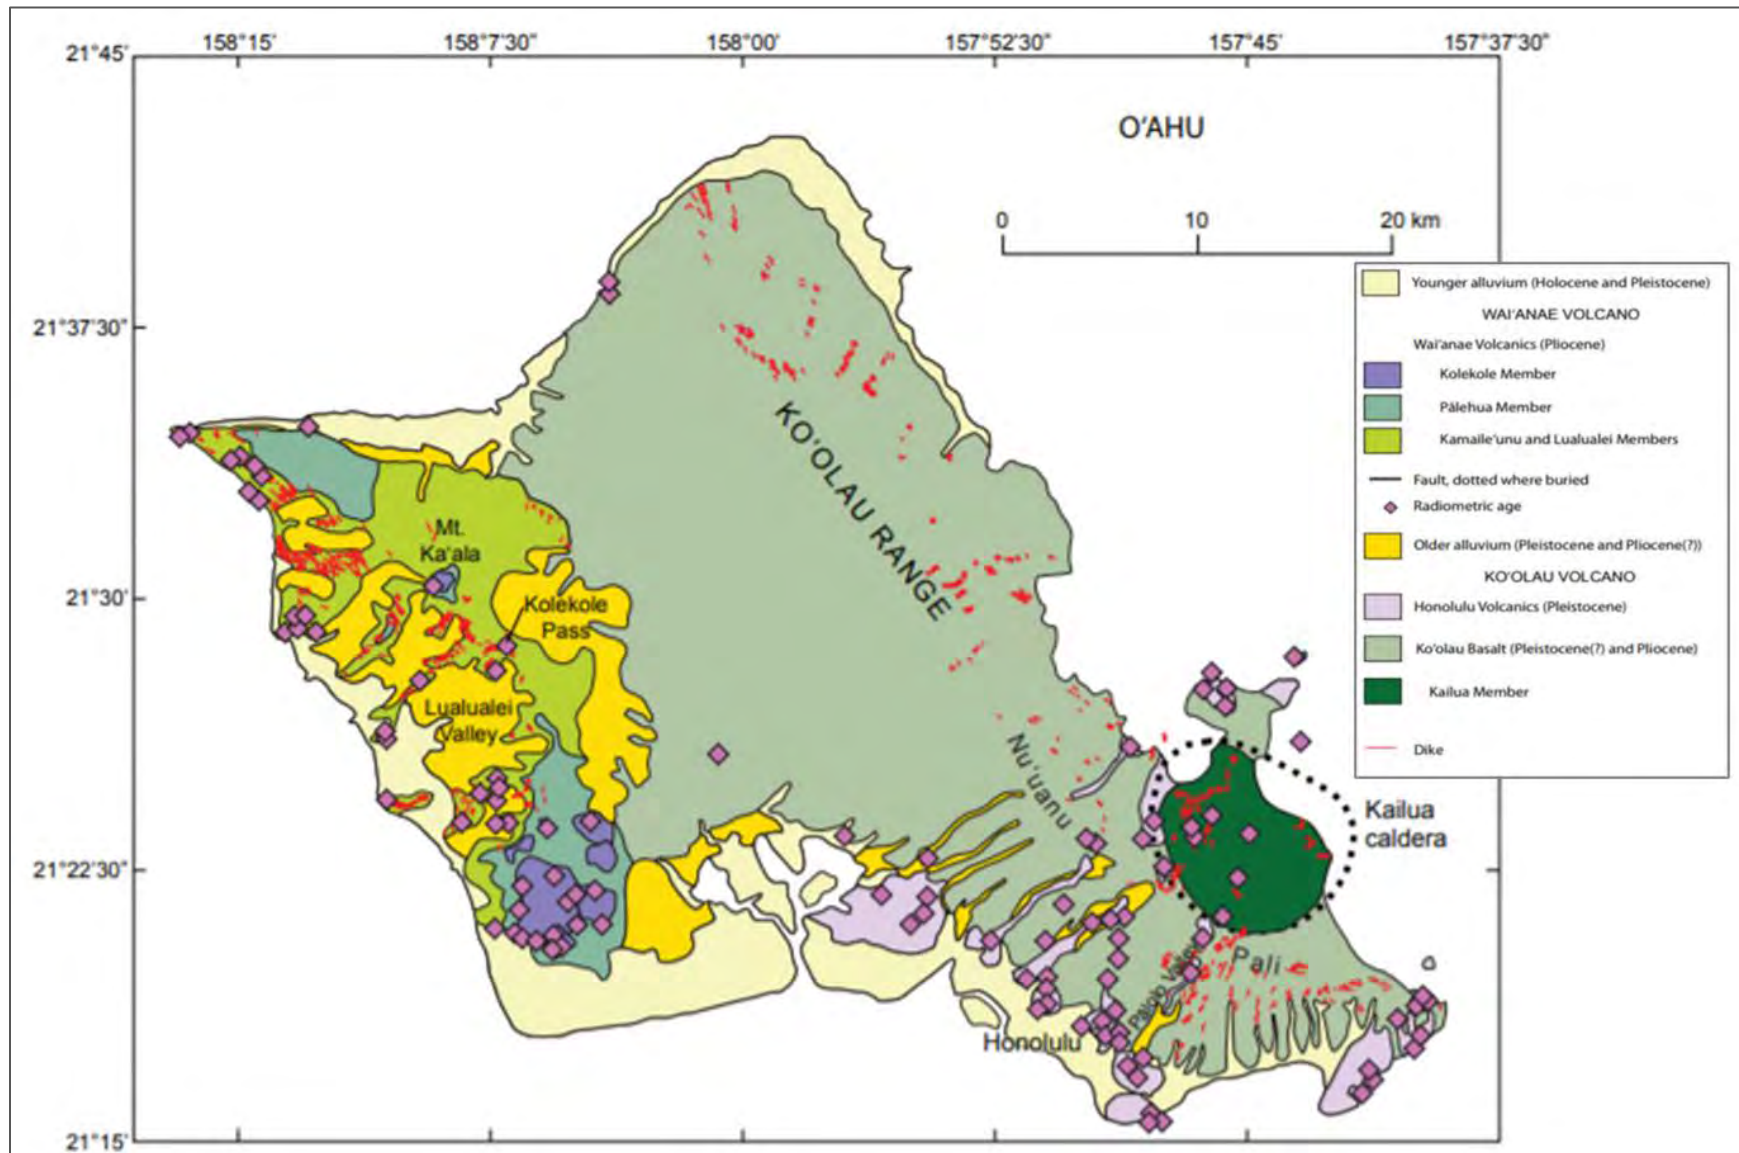 158°15'
158°7'30"
158°00'
157°52'30"
157°45'
157°37'30"
21°45'
O‘AHU
0
10
20 km
Younger alluvium (Holocene and Pleistocene)
21°37'30"
WAI‘ANAE VOLCANO
Wai‘anae Volcanics (Pliocene)
Kolekole Member
Pālehua Member
Kamaile‘unu and Lualualei Members
Fault, dotted where buried
Radiometric age
Older alluvium (Pleistocene and Pliocene(?))
KO‘OLAU VOLCANO
Honolulu Volcanics (Pleistocene)
Ko‘olau Basalt (Pleistocene(?) and Pliocene)
Kailua Member
Dike
KO‘OLAU RANGE
Mt.
Ka‘ala
21°30'
Kolekole
Pass
Lualualei
Valley
Nu‘uanu
Kailua
caldera
21°22'30"
Pali
Pālolo Valley
Honolulu
21°15'